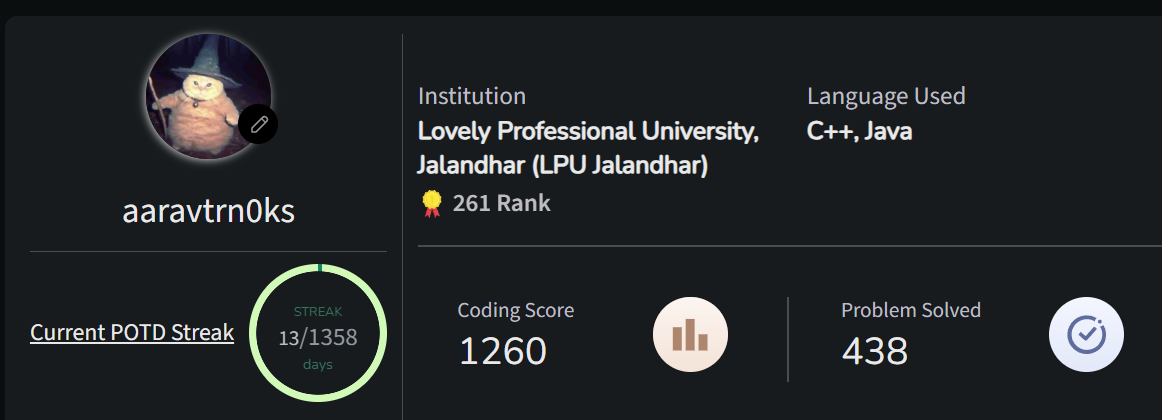 aaravtrn0ks
Current POTD Streak
STREAK
13/1358
days
Institution
Lovely Professional University,
Jalandhar (LPU Jalandhar)
261 Rank
Language Used
C++, Java
Coding Score
1260
Problem Solved
438